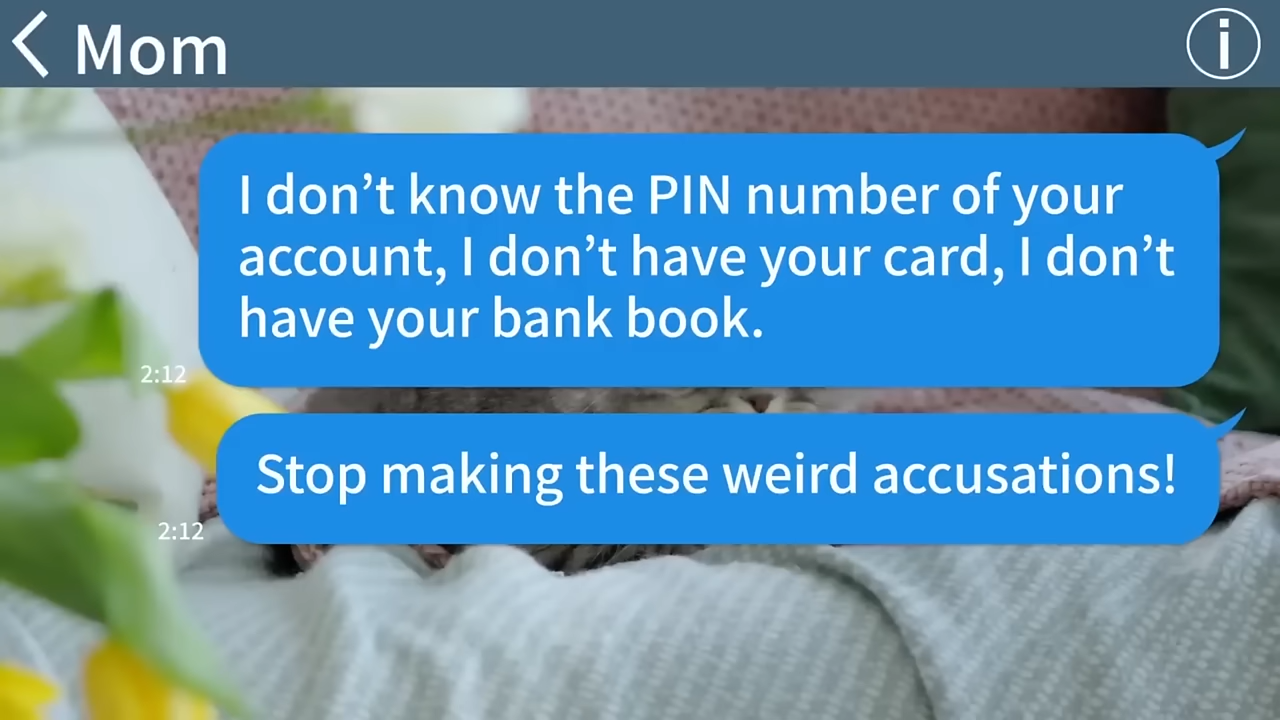 Mom
i
I don’t know the PIN number of your
account, I don’t have your card, I don’t
have your bank book.
2:12
Stop making these weird accusations!
2:12